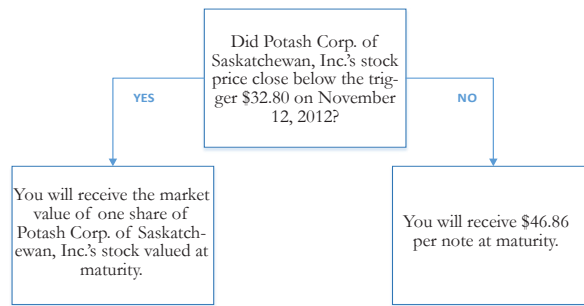 Did Potash Corp. of
Saskatchewan, Inc.'s stock
price close below the trig-
ger $32.80 on November
12, 2012?
YES
NO
You will receive the market
value of one share of
Potash Corp. of Saskatch-
ewan, Inc.'s stock valued at
maturity.
You will receive $46.86
per note at maturity.